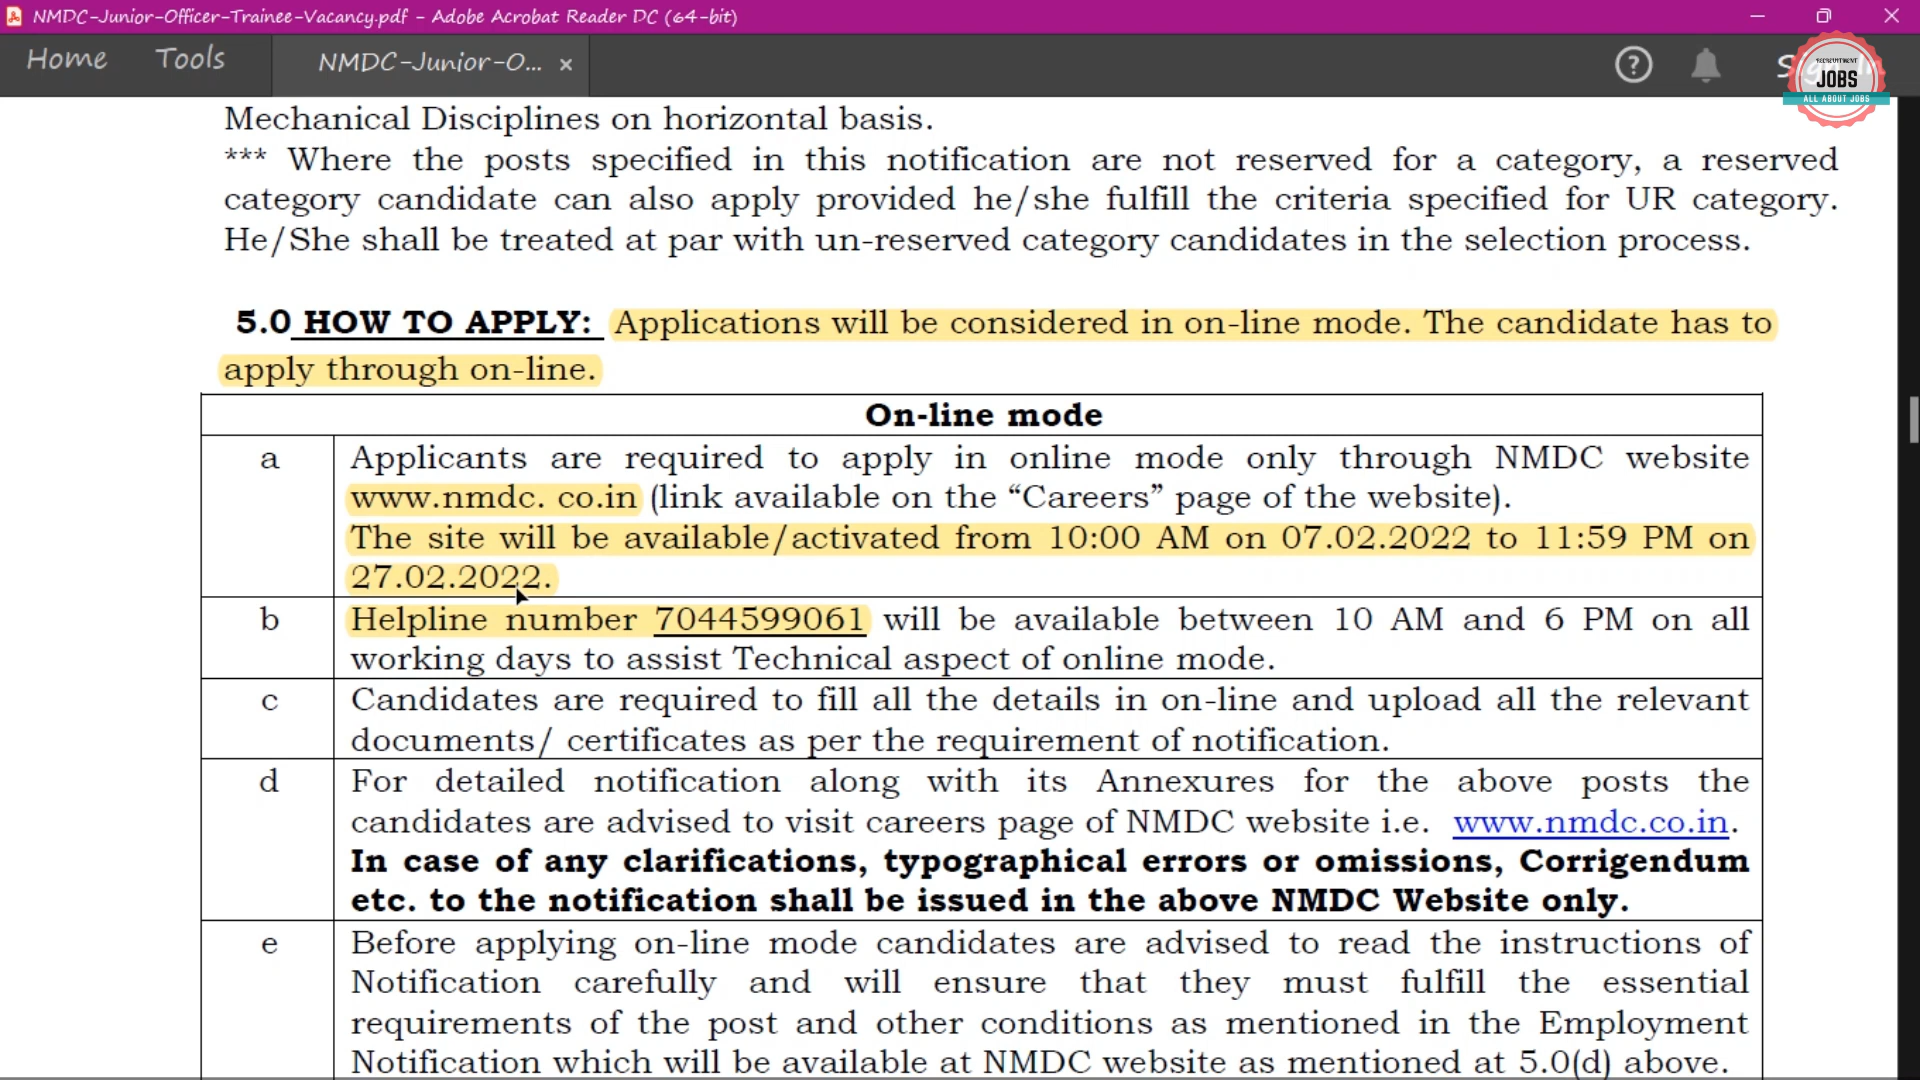 NMDC-Junior-Officer-Trainee-Vacancy.pdf - Adobe Acrobat Reader DC (64-bit)
Home Tools NMDC-Junior-O... ×
RECRUITMENT
JOBS
ALL ABOUT JOBS
Mechanical Disciplines on horizontal basis.
*** Where the posts specified in this notification are not reserved for a category, a reserved
category candidate can also apply provided he/she fulfill the criteria specified for UR category.
He/She shall be treated at par with un-reserved category candidates in the selection process.
5.0 HOW TO APPLY: Applications will be considered in on-line mode. The candidate has to
apply through on-line.
On-line mode
a Applicants are required to apply in online mode only through NMDC website
www.nmdc. co.in (link available on the “Careers” page of the website).
The site will be available/activated from 10:00 AM on 07.02.2022 to 11:59 PM on
27.02.2022.
b Helpline number 7044599061 will be available between 10 AM and 6 PM on all
working days to assist Technical aspect of online mode.
c Candidates are required to fill all the details in on-line and upload all the relevant
documents/ certificates as per the requirement of notification.
d For detailed notification along with its Annexures for the above posts the
candidates are advised to visit careers page of NMDC website i.e. www.nmdc.co.in.
In case of any clarifications, typographical errors or omissions, Corrigendum
etc. to the notification shall be issued in the above NMDC Website only.
e Before applying on-line mode candidates are advised to read the instructions of
Notification carefully and will ensure that they must fulfill the essential
requirements of the post and other conditions as mentioned in the Employment
Notification which will be available at NMDC website as mentioned at 5.0(d) above.